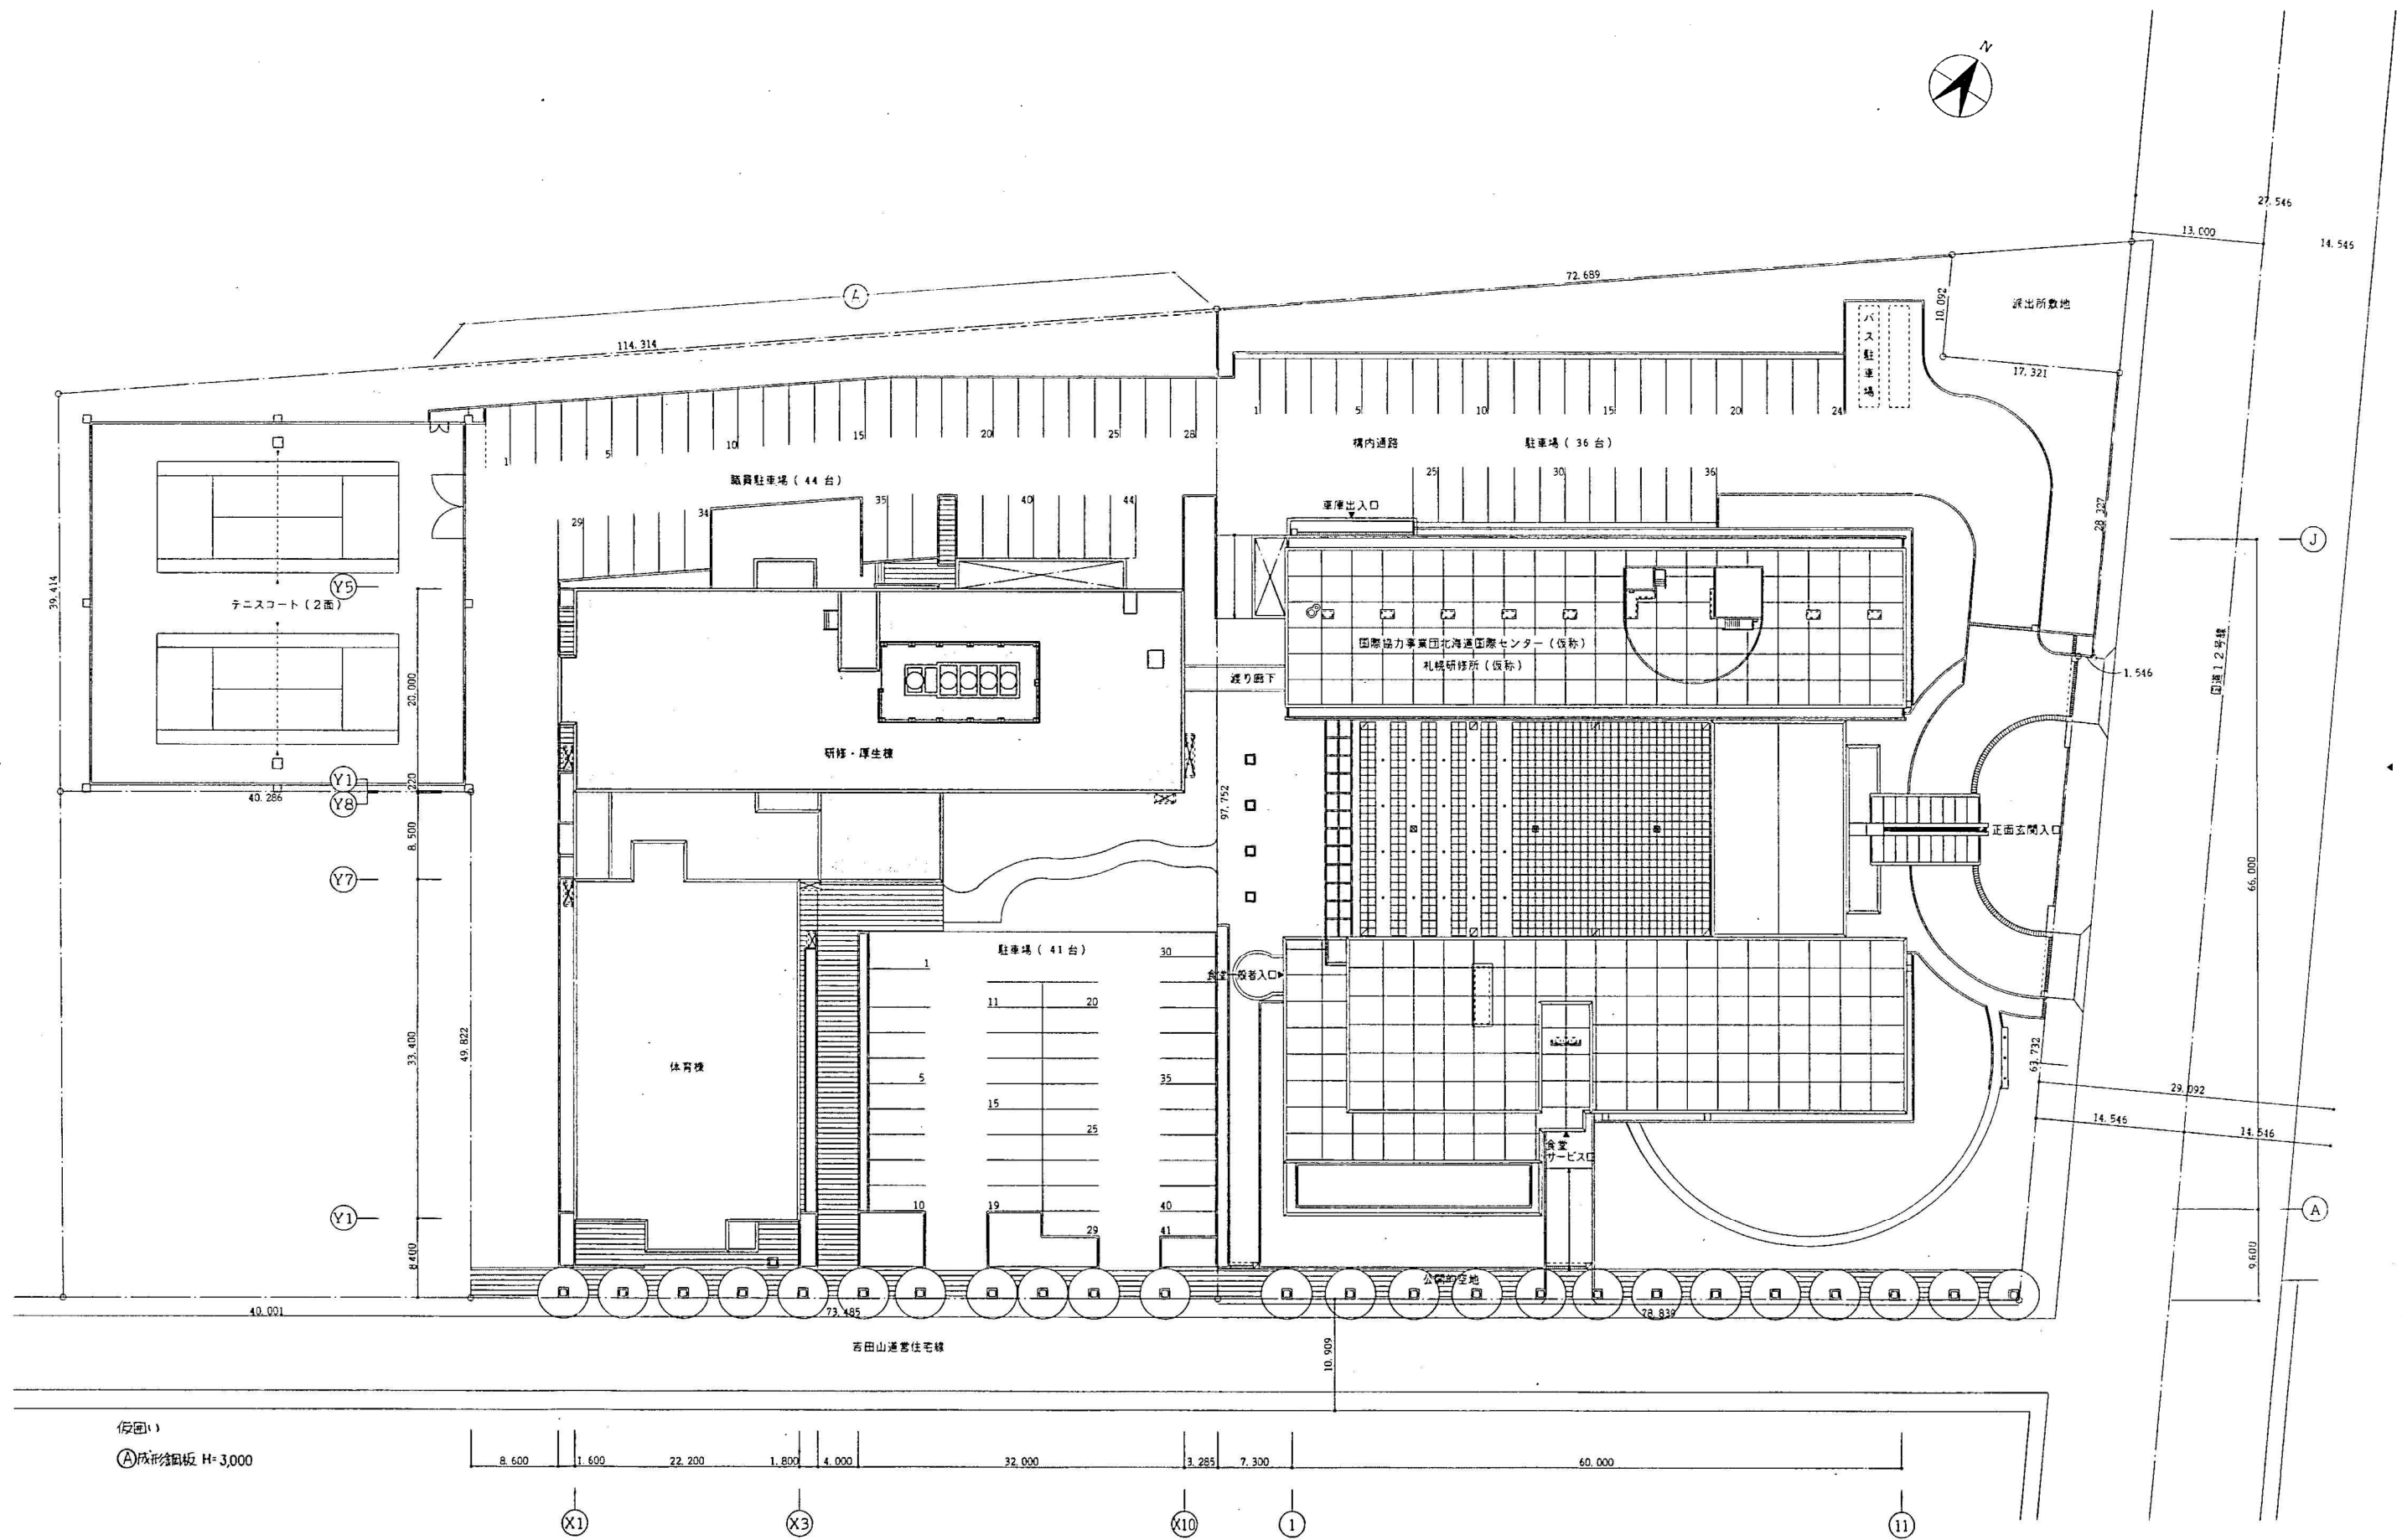 N
27.546
13.000
14.546
72.689
10.092
派出所敷地
バス駐車場
17.321
114.314
1
5
10
15
20
25
28
1
5
10
15
20
24
構内通路
駐車場(36台)
職員駐車場(44台)
25
30
36
29
34
35
40
44
車庫出入口
28.327
J
39.414
テニスコート(2面)
Y5
国際協力事業団北海道国際センター(仮称)
札幌研修所(仮称)
渡り廊下
1.546
国道12号線
20.000
研修・厚生棟
Y1
220
40.286
Y8
97.752
正面玄関入口
8.500
Y7
66.000
駐車場(41台)
1
30
食堂一般者入口
11
20
33.400
49.822
体育棟
5
35
15
25
63.732
29.092
14.546
14.546
食堂
サービス口
10
19
40
29
41
Y1
A
8.400
9.600
公開的空地
40.001
73.485
78.839
吉田山道営住宅線
10.909
仮囲い
A 成形鋼板 H=3,000
8.600
1.600
22.200
1.800
4.000
32.000
3.285
7.300
60.000
X1
X3
X10
1
11